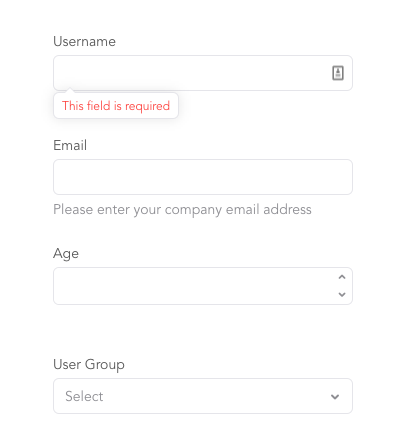 Username
This field is required
Email
Please enter your company email address
Age
User Group
Select